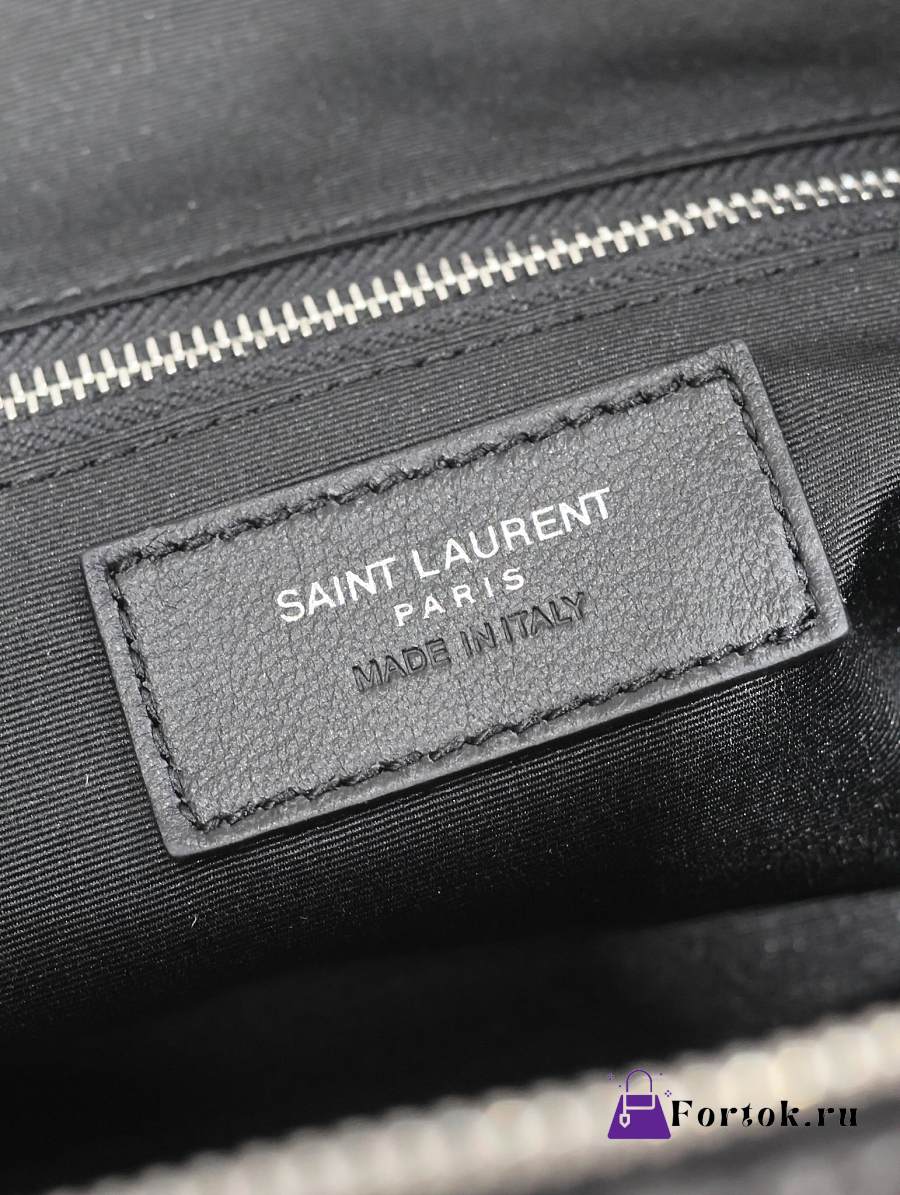 SAINT LAURENT
PARIS
MADE IN ITALY
Fortok.ru